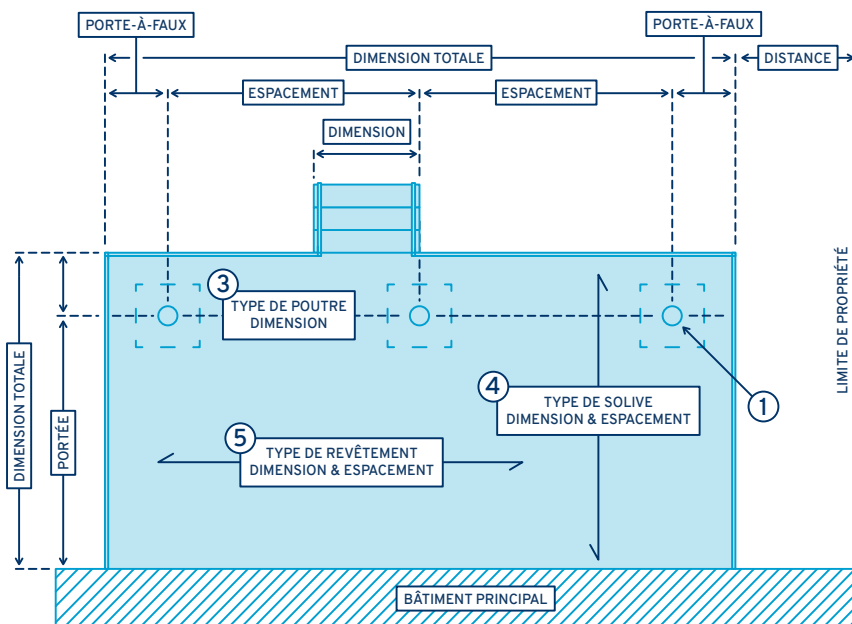 PORTE-À-FAUX
PORTE-À-FAUX
DIMENSION TOTALE
DISTANCE
ESPACEMENT
ESPACEMENT
DIMENSION
3
TYPE DE POUTRE
DIMENSION
LIMITE DE PROPRIÉTÉ
DIMENSION TOTALE
PORTÉE
4
TYPE DE SOLIVE
DIMENSION & ESPACEMENT
1
5
TYPE DE REVÊTEMENT
DIMENSION & ESPACEMENT
BÂTIMENT PRINCIPAL